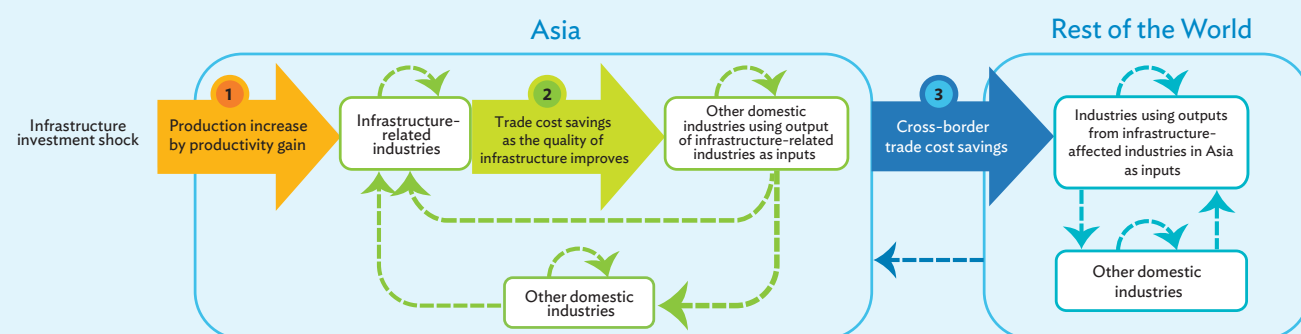 Asia
Rest of the World
Infrastructure
investment shock
1
Production increase
by productivity gain
Infrastructure-
related
industries
2
Trade cost savings
as the quality of
infrastructure improves
Other domestic
industries using output
of infrastructure-related
industries as inputs
3
Cross-border
trade cost savings
Industries using outputs
from infrastructure-
affected industries in Asia
as inputs
Other domestic
industries
Other domestic
industries